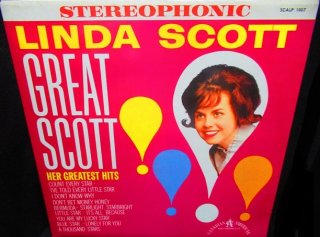 STEREOPHONIC
SCALP 1007
LINDA SCOTT
GREAT
SCOTT
HER GREATEST HITS
COUNT EVERY STAR
I'VE TOLD EVERY LITTLE STAR
I DON'T KNOW WHY
DON'T BET MONEY HONEY
BERMUDA · STARLIGHT STARBRIGHT
LITTLE STAR · IT'S ALL BECAUSE
YOU ARE MY LUCKY STAR
BLUE STAR · LONELY FOR YOU
A THOUSAND STARS